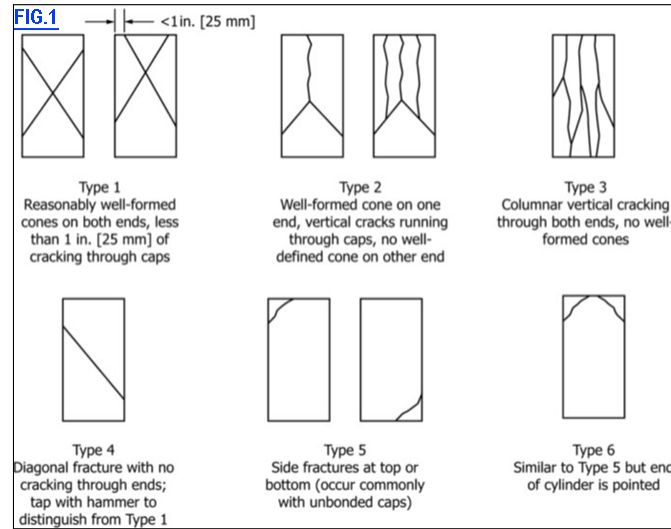 FIG.1
<1in. [25 mm]
Type 1
Reasonably well-formed
cones on both ends, less
than 1 in. [25 mm] of
cracking through caps
Type 2
Well-formed cone on one
end, vertical cracks running
through caps, no well-
defined cone on other end
Type 3
Columnar vertical cracking
through both ends, no well-
formed cones
Type 4
Diagonal fracture with no
cracking through ends;
tap with hammer to
distinguish from Type 1
Type 5
Side fractures at top or
bottom (occur commonly
with unbonded caps)
Type 6
Similar to Type 5 but end
of cylinder is pointed